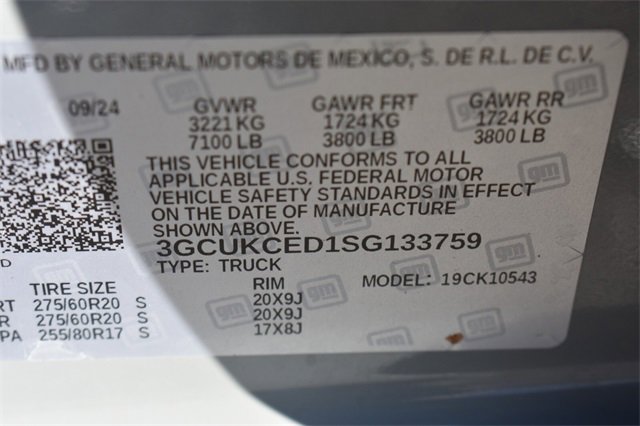 MFD BY GENERAL MOTORS DE MEXICO, S. DE R.L. DE C.V.
09/24 GVWR GAWR FRT GAWR RR
3221 KG 1724 KG 1724 KG
7100 LB 3800 LB 3800 LB
THIS VEHICLE CONFORMS TO ALL
APPLICABLE U.S. FEDERAL MOTOR
VEHICLE SAFETY STANDARDS IN EFFECT
ON THE DATE OF MANUFACTURE
SHOWN ABOVE.
3GCUKCED1SG133759
TYPE: TRUCK MODEL: 19CK10543
TIRE SIZE RIM
RT 275/60R20 S 20X9J
R 275/60R20 S 20X9J
PA 255/80R17 S 17X8J
gm